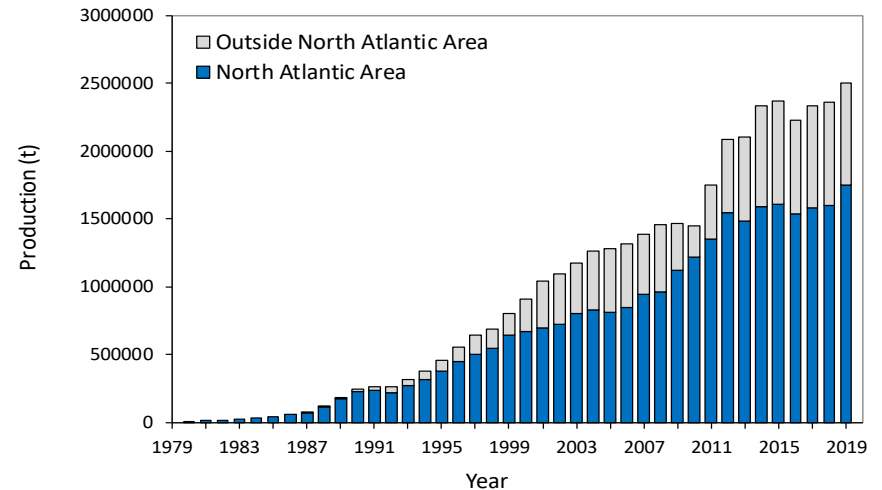 3000000
Outside North Atlantic Area
North Atlantic Area
2500000
2000000
1500000
1000000
500000
0
Production (t)
1979 1983 1987 1991 1995 1999 2003 2007 2011 2015 2019
Year